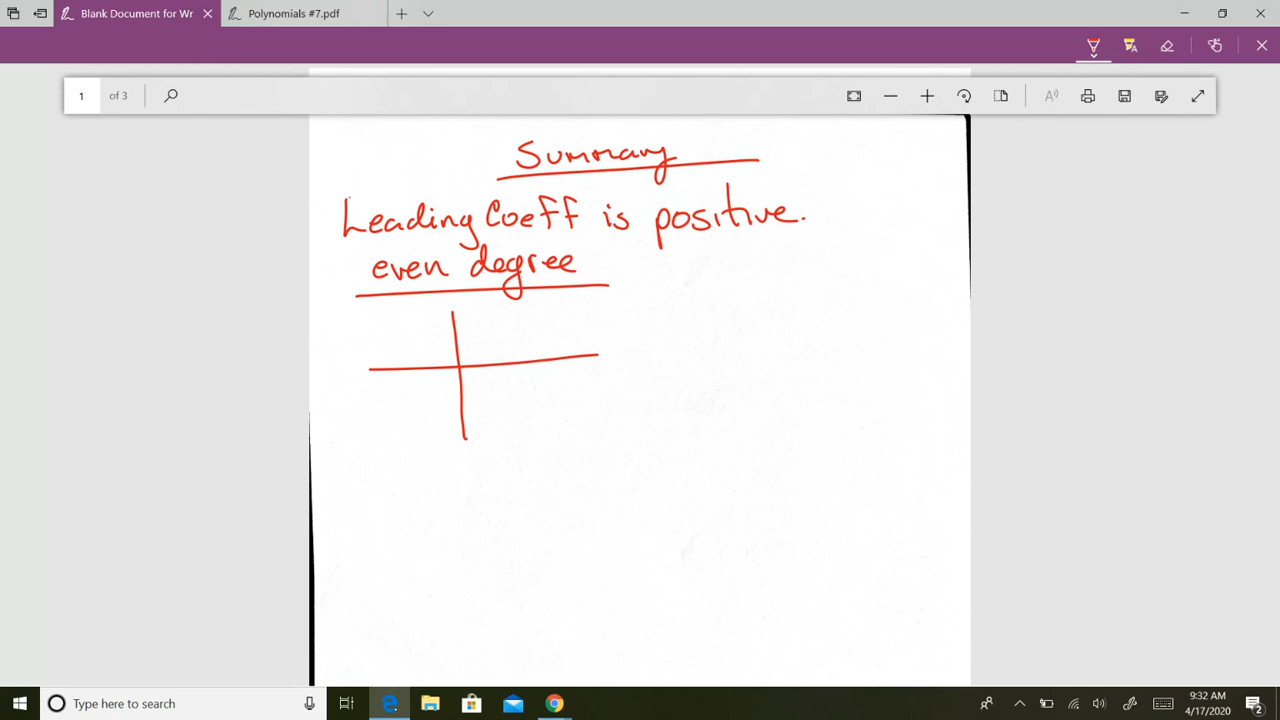 Blank Document for Wr
Polynomials #7.pdf
1 of 3
Summary
Leading Coeff is positive.
even degree
Type here to search
9:32 AM
4/17/2020
2